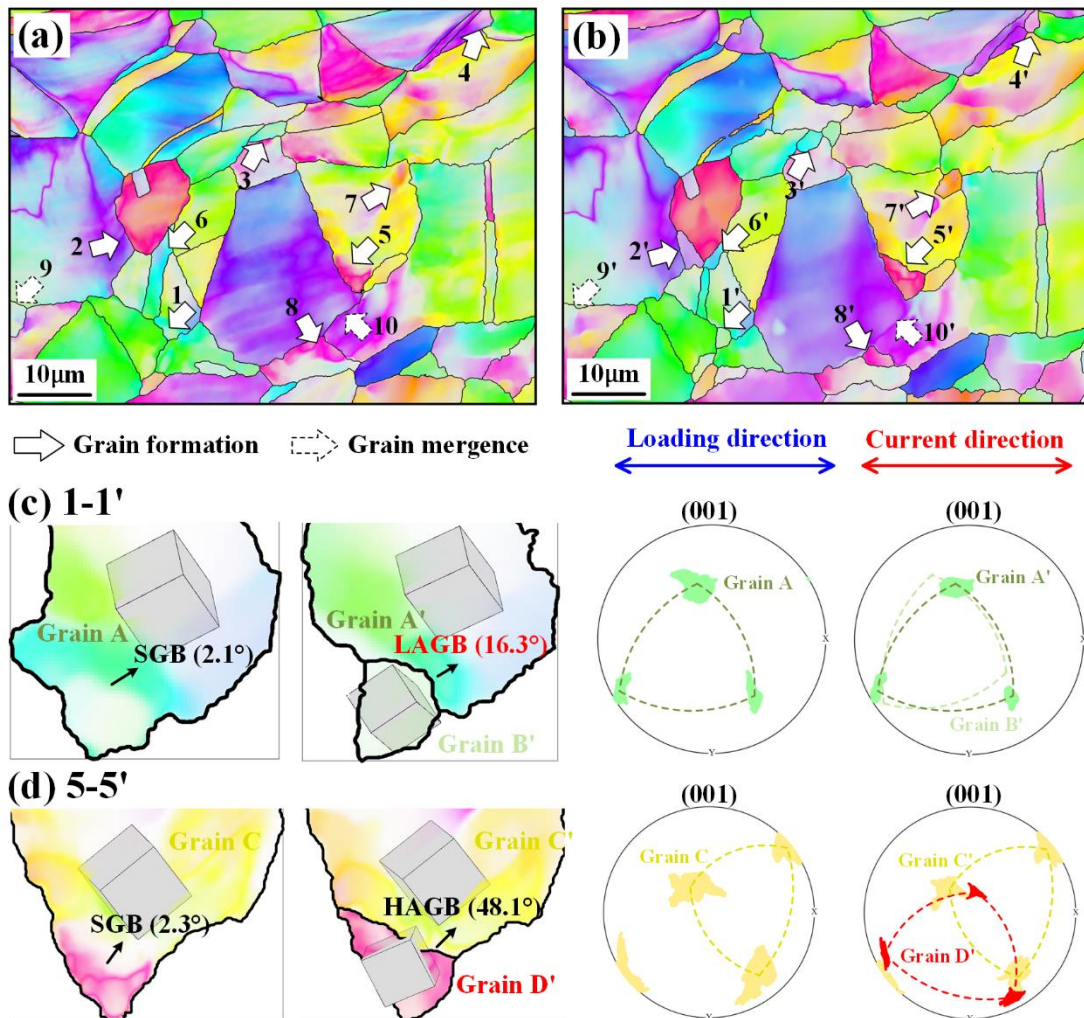 (a)
4
3
7
6
2
5
9
1
8
10
10μm
(b)
4'
3'
7'
6'
2'
5'
9'
1'
8'
10'
10μm
Grain formation
Grain mergence
Loading direction
Current direction
(c) 1-1'
Grain A
SGB (2.1°)
Grain A'
LAGB (16.3°)
Grain B'
(001)
Grain A
X
Y
(001)
Grain A'
Grain B'
X
Y
(d) 5-5'
Grain C
SGB (2.3°)
Grain C'
HAGB (48.1°)
Grain D'
(001)
Grain C
X
Y
(001)
Grain C'
Grain D'
X
Y